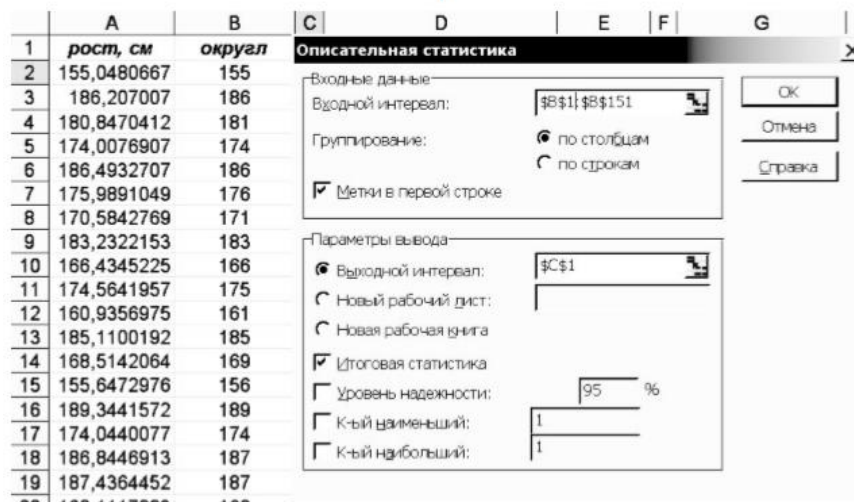 A B C D E F G
1 рост, см округл
2 155,0480667 155
3 186,207007 186
4 180,8470412 181
5 174,0076907 174
6 186,4932707 186
7 175,9891049 176
8 170,5842769 171
9 183,2322153 183
10 166,4345225 166
11 174,5641957 175
12 160,9356975 161
13 185,1100192 185
14 168,5142064 169
15 155,6472976 156
16 189,3441572 189
17 174,0440077 174
18 186,8446913 187
19 187,4364452 187
Описательная статистика
Входные данные
Входной интервал: $B$1:$B$151
Группирование: по столбцам
по строкам
Метки в первой строке
Параметры вывода
Выходной интервал: $C$1
Новый рабочий лист:
Новая рабочая книга
Итоговая статистика
Уровень надежности: 95 %
К-ый наименьший: 1
К-ый наибольший: 1
ОК
Отмена
Справка